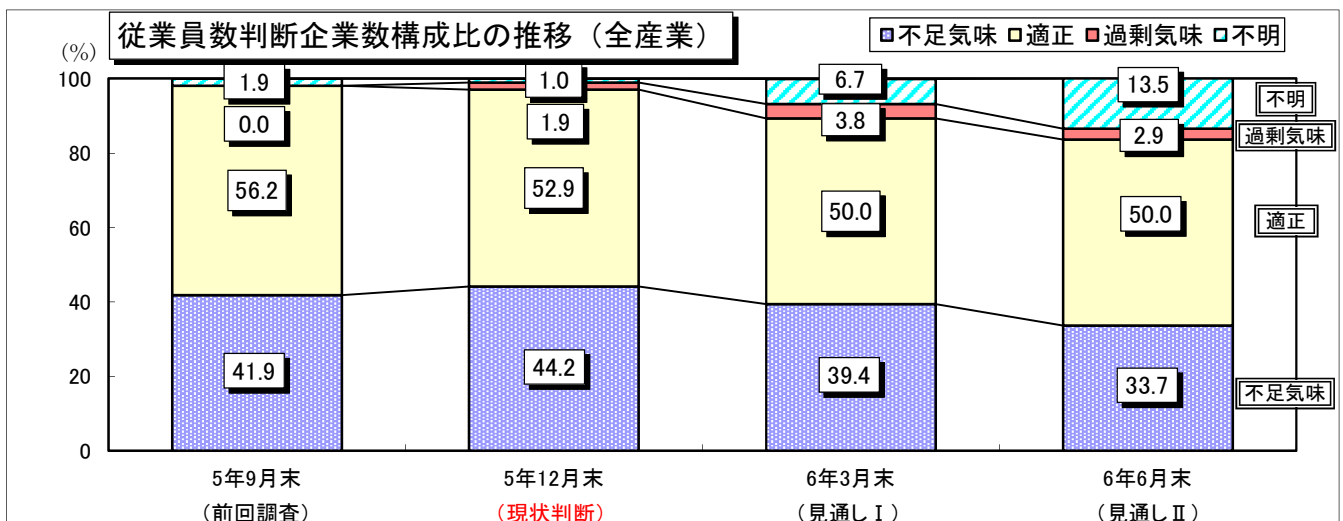 従業員数判断企業数構成比の推移（全産業）
不足気味 適正 過剰気味 不明
(%)
100
80
60
40
20
0
1.9
0.0
56.2
41.9
1.0
1.9
52.9
44.2
6.7
3.8
50.0
39.4
13.5
2.9
50.0
33.7
不明
過剰気味
適正
不足気味
5年9月末
（前回調査）
5年12月末
（現状判断）
6年3月末
（見通しⅠ）
6年6月末
（見通しⅡ）